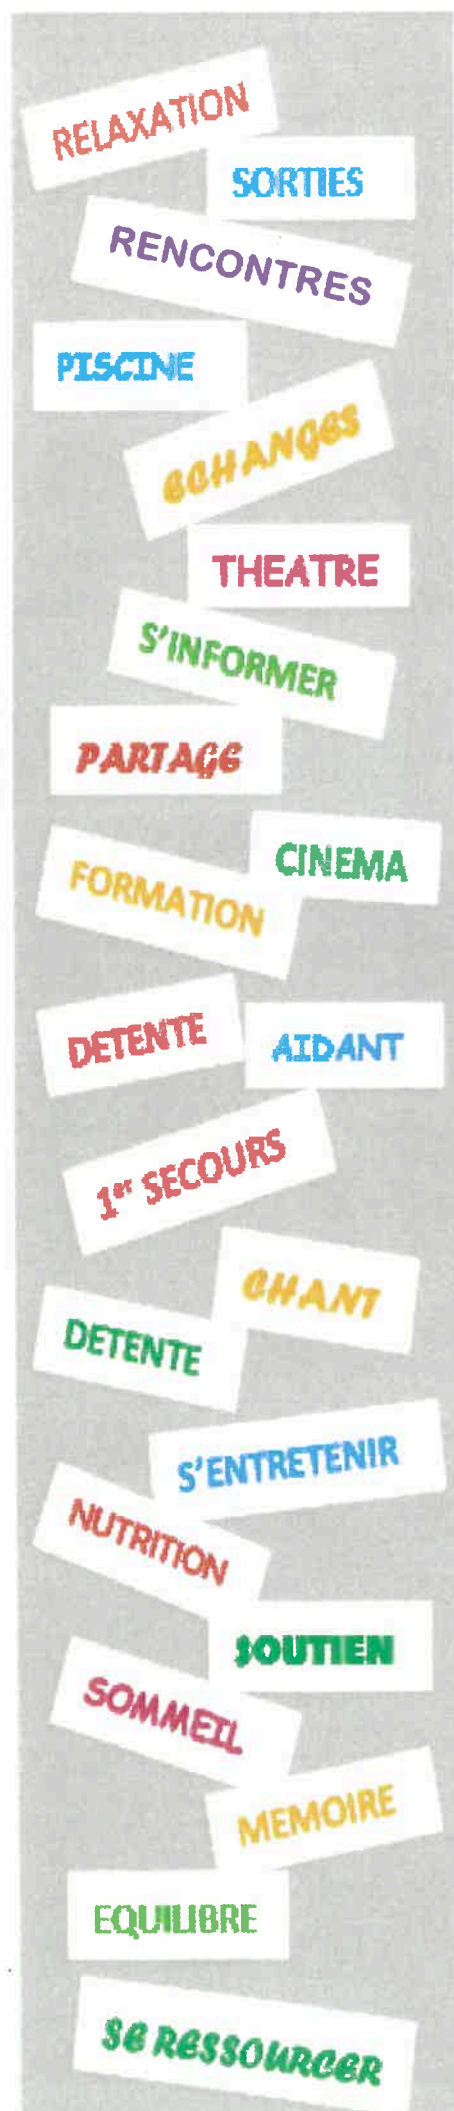 RELAXATION
SORTIES
RENCONTRES
PISCINE
ECHANGES
THEATRE
S'INFORMER
PARTAGE
CINEMA
FORMATION
DETENTE
AIDANT
1er SECOURS
CHANT
DETENTE
S'ENTRETENIR
NUTRITION
SOUTIEN
SOMMEIL
MEMOIRE
EQUILIBRE
SE RESSOURCER